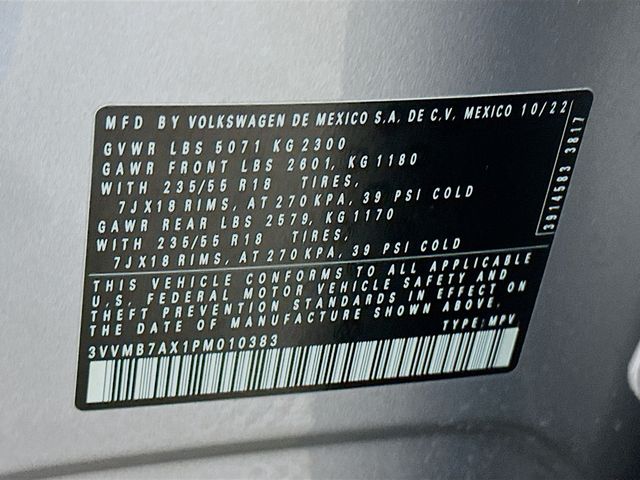 MFD BY VOLKSWAGEN DE MEXICO S.A. DE C.V. MEXICO 10/22
GVWR LBS 5071 KG 2300
GAWR FRONT LBS 2601, KG 1180
WITH 235/55 R18 TIRES,
7JX18 RIMS, AT 270 KPA, 39 PSI COLD
GAWR REAR LBS 2579, KG 1170
WITH 235/55 R18 TIRES,
7JX18 RIMS, AT 270 KPA, 39 PSI COLD
3914583 3817
THIS VEHICLE CONFORMS TO ALL APPLICABLE
U.S. FEDERAL MOTOR VEHICLE SAFETY AND
THEFT PREVENTION STANDARDS IN EFFECT ON
THE DATE OF MANUFACTURE SHOWN ABOVE.
3VVMB7AX1PM010383 TYPE: MPV